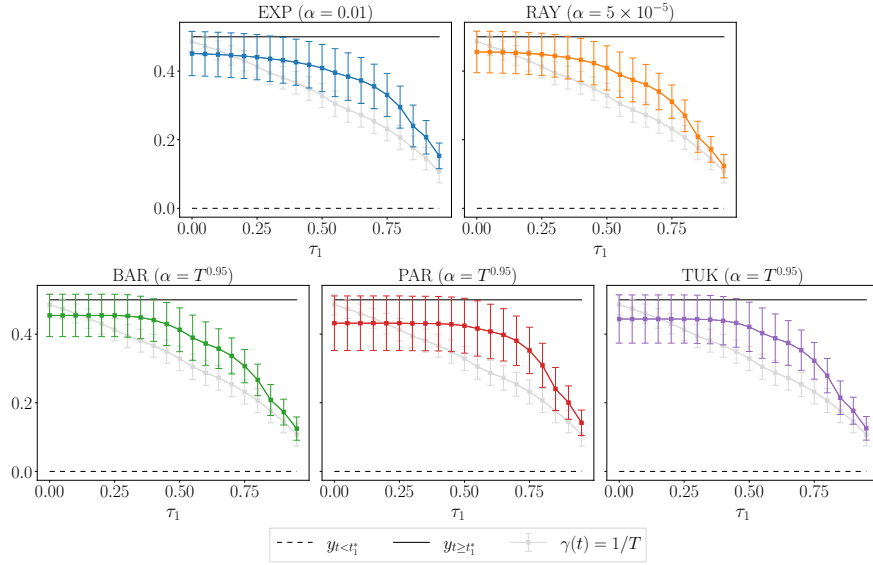 EXP (α = 0.01)
RAY (α = 5 × 10⁻⁵)
0.4
0.2
0.0
0.00 0.25 0.50 0.75
0.00 0.25 0.50 0.75
τ₁
τ₁
BAR (α = T^0.95)
PAR (α = T^0.95)
TUK (α = T^0.95)
0.4
0.2
0.0
0.00 0.25 0.50 0.75
0.00 0.25 0.50 0.75
0.00 0.25 0.50 0.75
τ₁
τ₁
τ₁
y_{t<t₁*}
y_{t≥t₁*}
γ(t) = 1/T